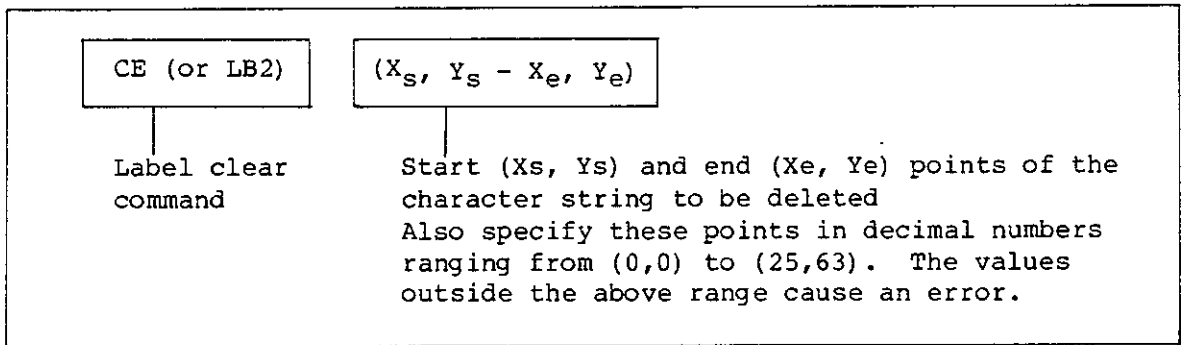 CE (or LB2) (Xs, Ys - Xe, Ye)
Label clear
command
Start (Xs, Ys) and end (Xe, Ye) points of the
character string to be deleted
Also specify these points in decimal numbers
ranging from (0,0) to (25,63). The values
outside the above range cause an error.